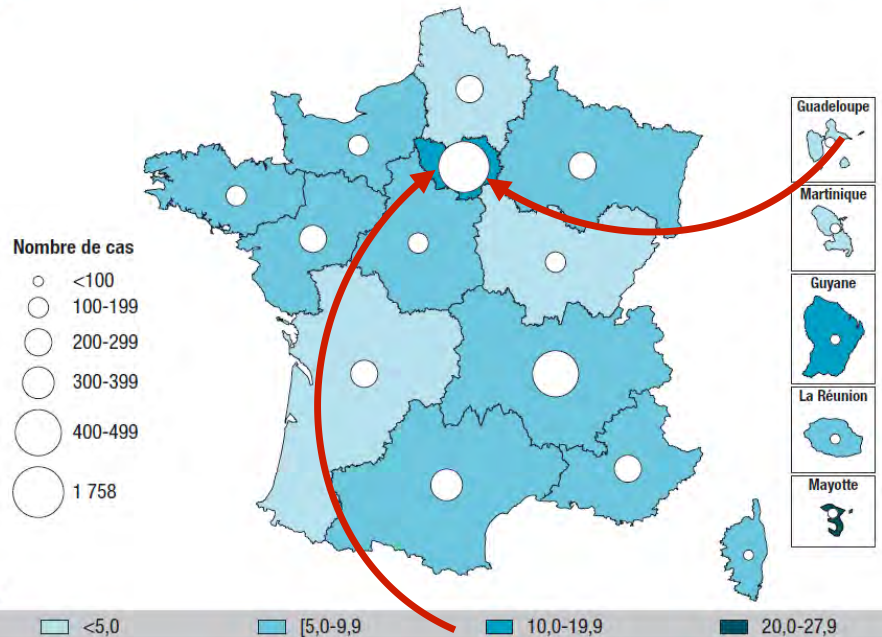 Nombre de cas
<100
100-199
200-299
300-399
400-499
1 758
Guadeloupe
Martinique
Guyane
La Réunion
Mayotte
<5,0
[5,0-9,9
10,0-19,9
20,0-27,9